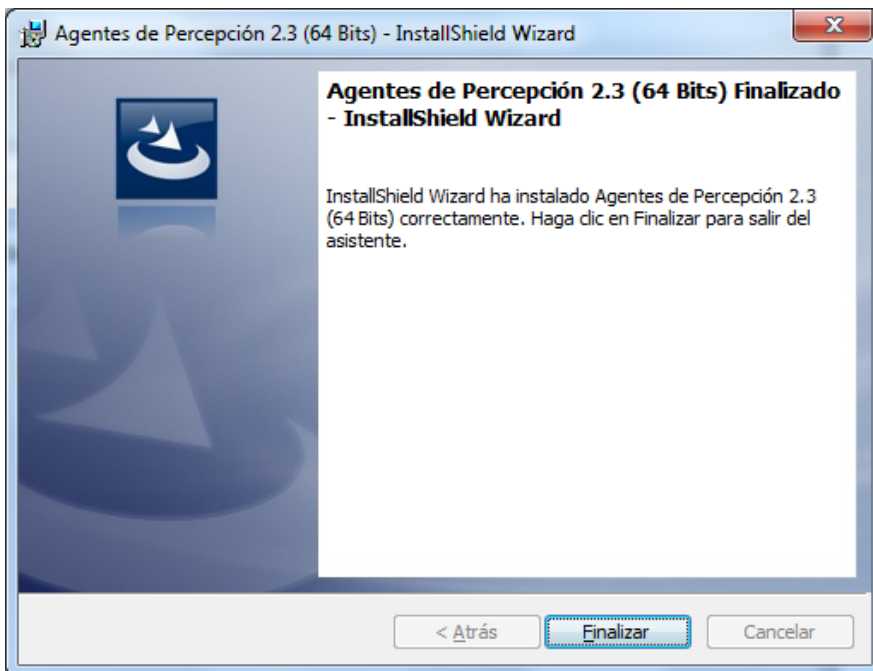 Agentes de Percepción 2.3 (64 Bits) - InstallShield Wizard
Agentes de Percepción 2.3 (64 Bits) Finalizado
- InstallShield Wizard
InstallShield Wizard ha instalado Agentes de Percepción 2.3
(64 Bits) correctamente. Haga clic en Finalizar para salir del
asistente.
< Atrás Finalizar Cancelar